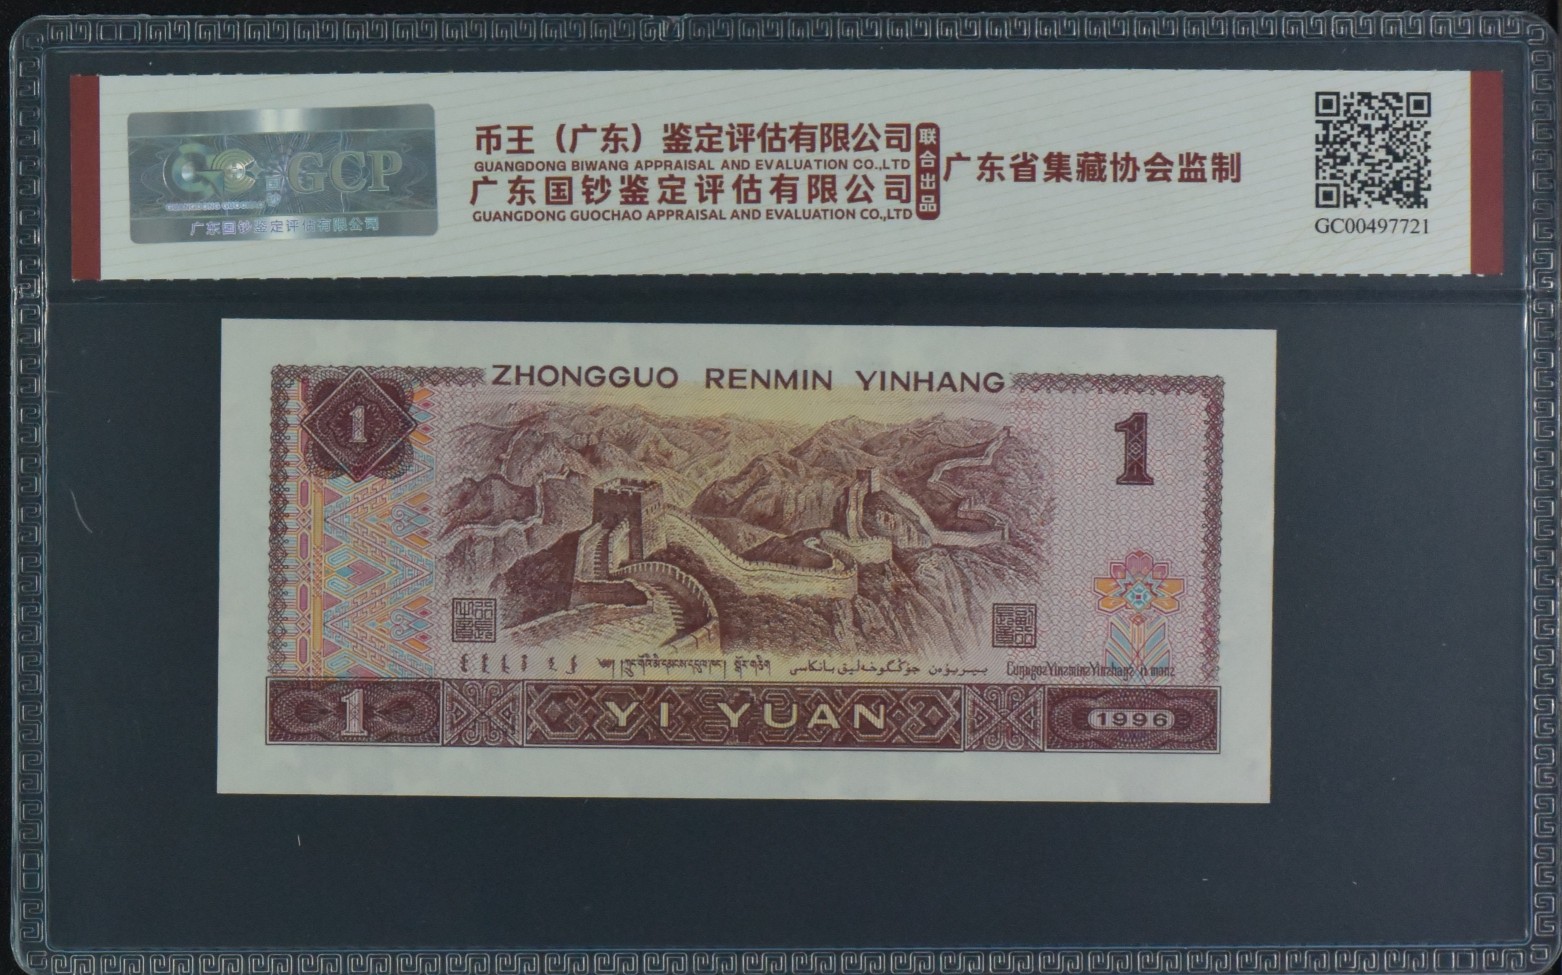 GCP
广东国钞鉴定评估有限公司
币王（广东）鉴定评估有限公司
GUANGDONG BIWANG APPRAISAL AND EVALUATION CO.,LTD
广东国钞鉴定评估有限公司
GUANGDONG GUOCHAO APPRAISAL AND EVALUATION CO.,LTD
联合出品
广东省集藏协会监制
GC00497721
ZHONGGUO RENMIN YINHANG
1
1
1
YI YUAN
1996